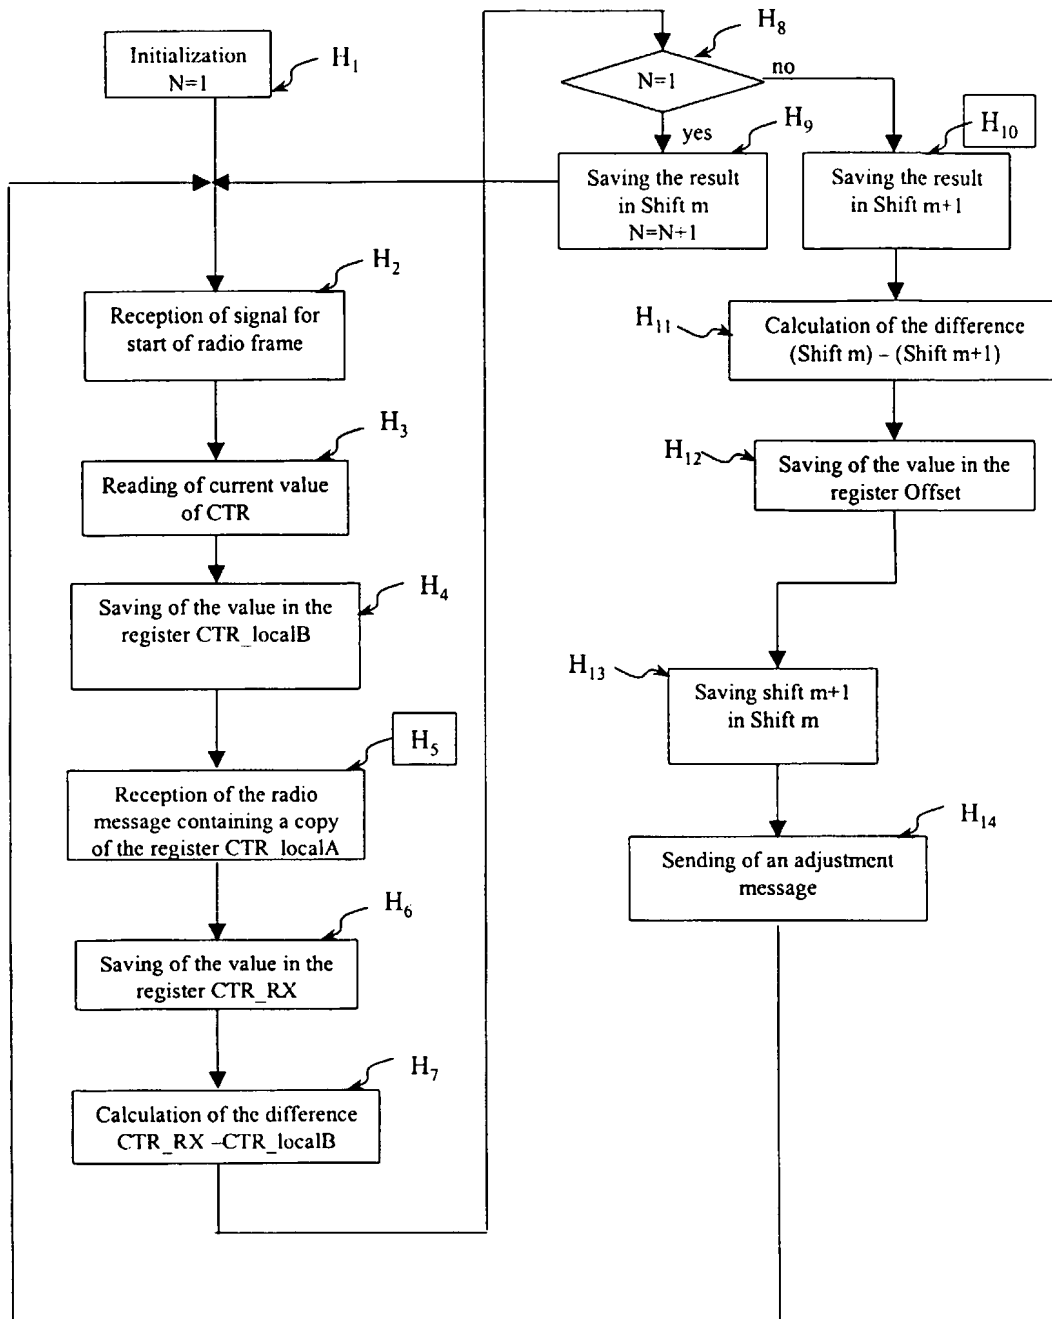 Initialization
N=1
H1
Reception of signal for
start of radio frame
H2
Reading of current value
of CTR
H3
Saving of the value in the
register CTR_localB
H4
Reception of the radio
message containing a copy
of the register CTR_localA
H5
Saving of the value in the
register CTR_RX
H6
Calculation of the difference
CTR_RX –CTR_localB
H7
N=1
H8
no
yes
Saving the result
in Shift m
N=N+1
H9
Saving the result
in Shift m+1
H10
Calculation of the difference
(Shift m) – (Shift m+1)
H11
Saving of the value in the
register Offset
H12
Saving shift m+1
in Shift m
H13
Sending of an adjustment
message
H14